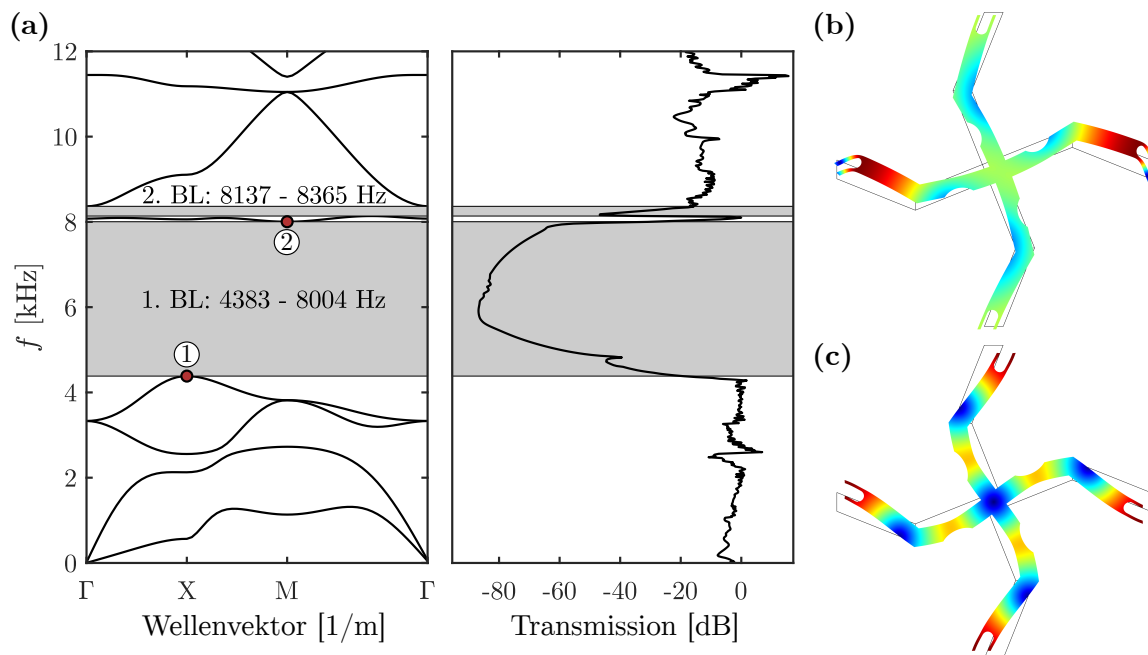 (a)
12
10
8
6
4
2
0
f [kHz]
2. BL: 8137 - 8365 Hz
2
1. BL: 4383 - 8004 Hz
1
Γ X M Γ
Wellenvektor [1/m]
-80 -60 -40 -20 0
Transmission [dB]
(b)
(c)